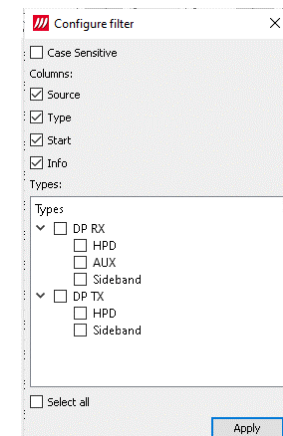 Configure filter
Case Sensitive
Columns:
Source
Type
Start
Info
Types:
Types
DP RX
HPD
AUX
Sideband
DP TX
HPD
Sideband
Select all
Apply